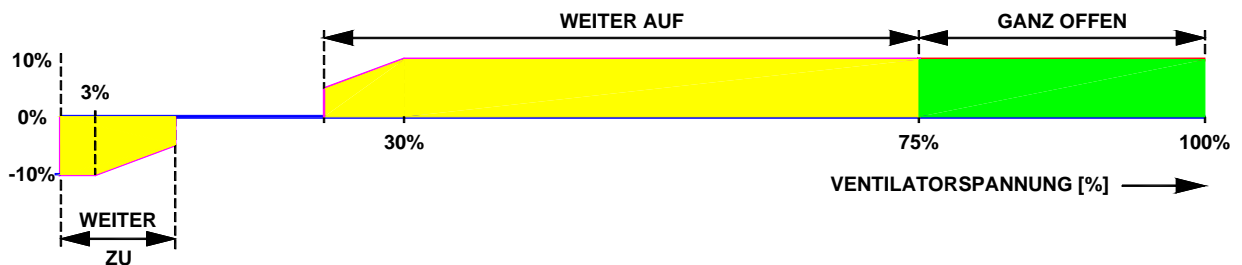 WEITER AUF
GANZ OFFEN
10%
3%
0%
30%
75%
100%
-10%
VENTILATORSPANNUNG [%]
WEITER
ZU